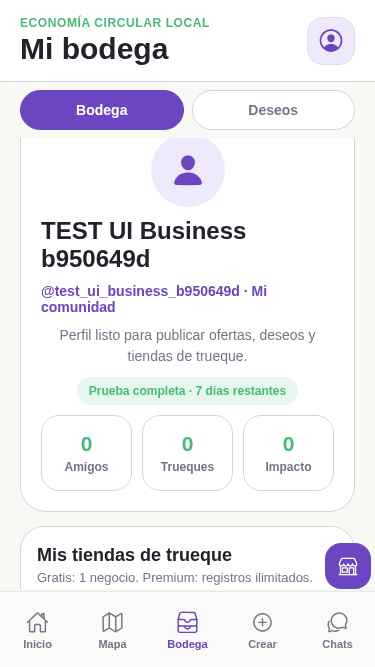 ECONOMÍA CIRCULAR LOCAL
Mi bodega
Bodega
Deseos
TEST UI Business
b950649d
@test_ui_business_b950649d · Mi
comunidad
Perfil listo para publicar ofertas, deseos y
tiendas de trueque.
Prueba completa · 7 días restantes
0
Amigos
0
Trueques
0
Impacto
Mis tiendas de trueque
Gratis: 1 negocio. Premium: registros ilimitados.
Inicio
Mapa
Bodega
Crear
Chats